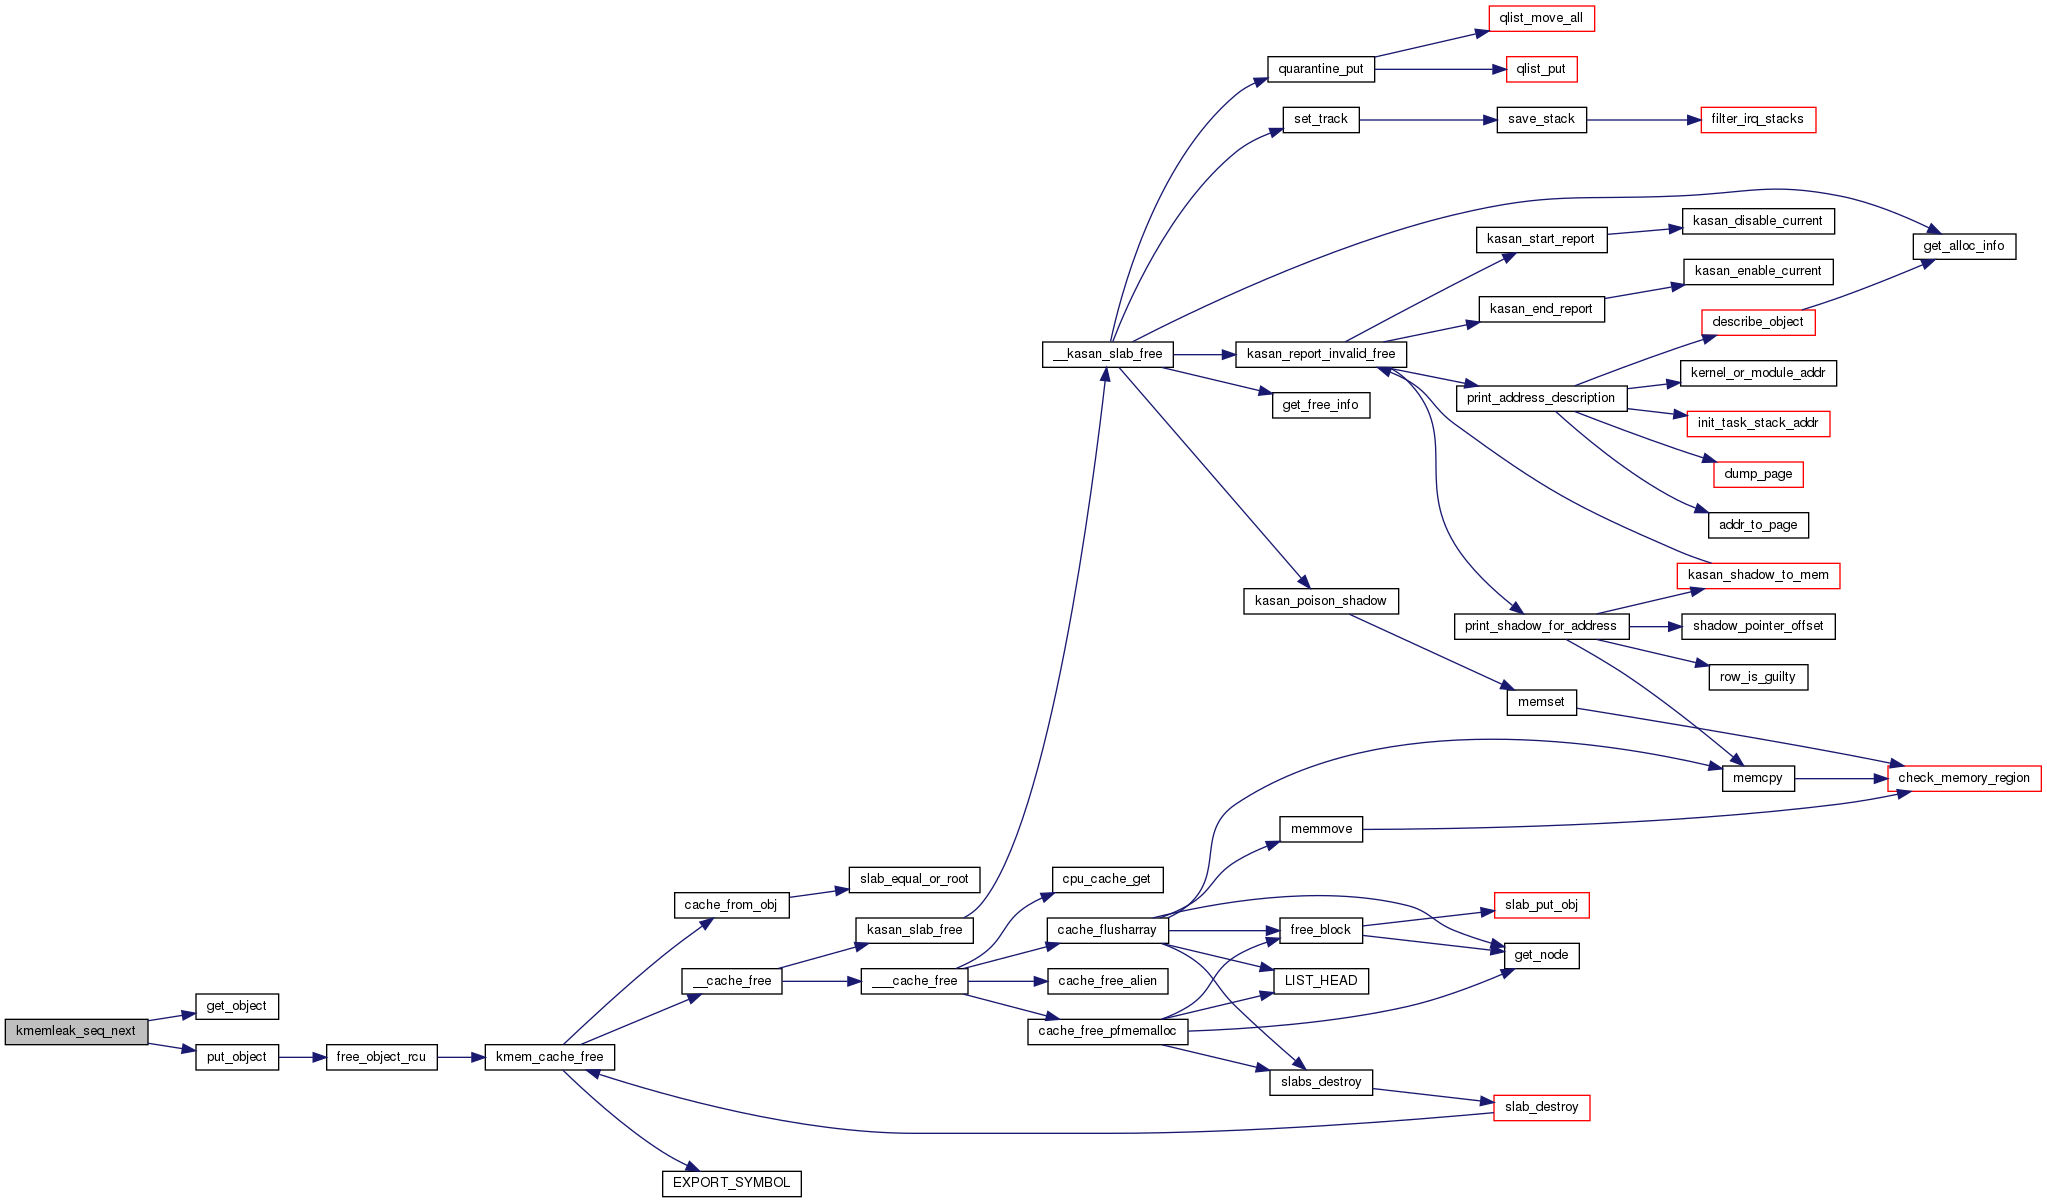 qlist_move_all
quarantine_put
qlist_put
set_track
save_stack
filter_irq_stacks
kasan_disable_current
kasan_start_report
get_alloc_info
kasan_enable_current
kasan_end_report
describe_object
__kasan_slab_free
kasan_report_invalid_free
kernel_or_module_addr
print_address_description
get_free_info
init_task_stack_addr
dump_page
addr_to_page
kasan_shadow_to_mem
kasan_poison_shadow
print_shadow_for_address
shadow_pointer_offset
row_is_guilty
memset
memcpy
check_memory_region
memmove
slab_equal_or_root
cpu_cache_get
cache_from_obj
slab_put_obj
kasan_slab_free
cache_flusharray
free_block
get_node
__cache_free
___cache_free
cache_free_alien
LIST_HEAD
get_object
kmemleak_seq_next
cache_free_pfmemalloc
put_object
free_object_rcu
kmem_cache_free
slabs_destroy
slab_destroy
EXPORT_SYMBOL